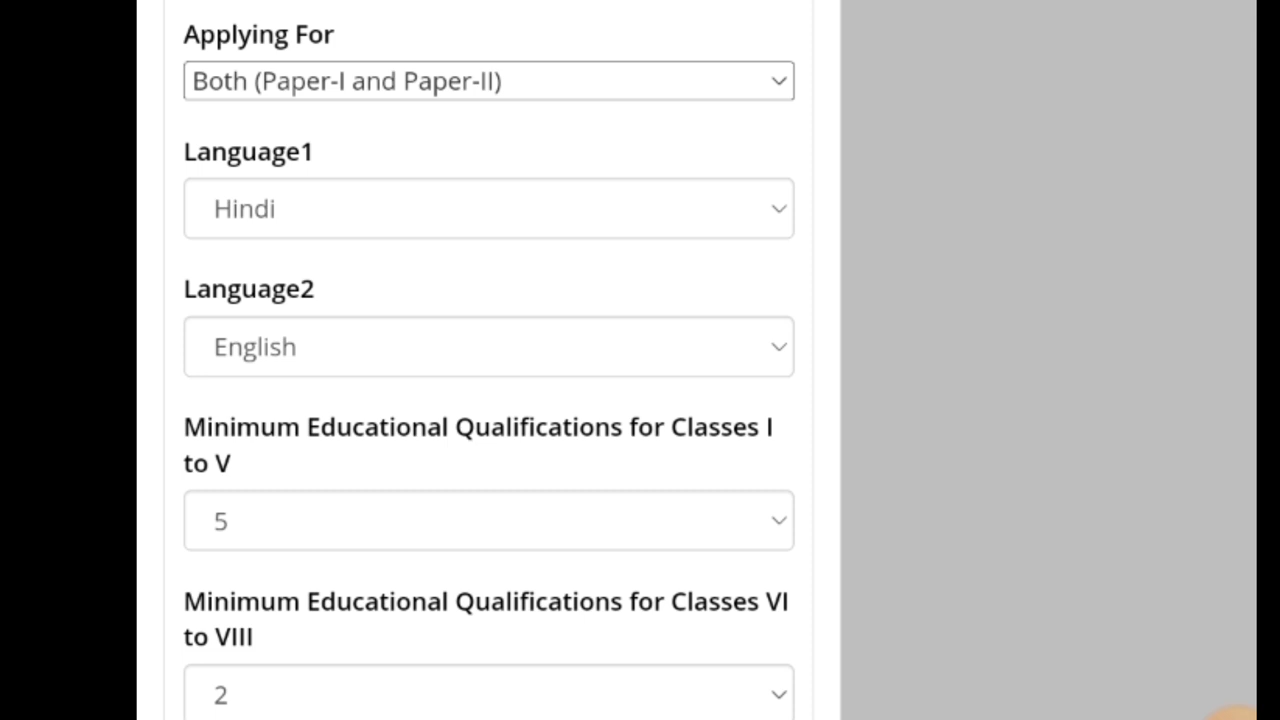 Applying For
Both (Paper-I and Paper-II)
Language1
Hindi
Language2
English
Minimum Educational Qualifications for Classes I
to V
5
Minimum Educational Qualifications for Classes VI
to VIII
2